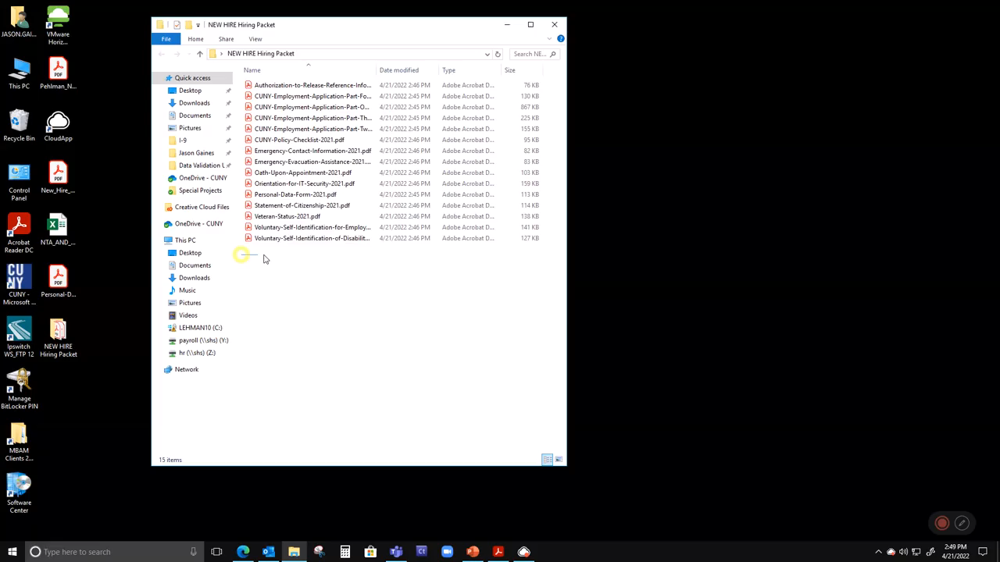 NEW HIRE Hiring Packet
File Home Share View
NEW HIRE Hiring Packet
Search NE...
Name Date modified Type Size
Authorization-to-Release-Reference-Info... 4/21/2022 2:46 PM Adobe Acrobat D... 76 KB
CUNY-Employment-Application-Part-Fo... 4/21/2022 2:46 PM Adobe Acrobat D... 130 KB
CUNY-Employment-Application-Part-O... 4/21/2022 2:45 PM Adobe Acrobat D... 867 KB
CUNY-Employment-Application-Part-Th... 4/21/2022 2:45 PM Adobe Acrobat D... 225 KB
CUNY-Employment-Application-Part-Tw... 4/21/2022 2:45 PM Adobe Acrobat D... 155 KB
CUNY-Policy-Checklist-2021.pdf 4/21/2022 2:46 PM Adobe Acrobat D... 95 KB
Emergency-Contact-Information-2021.pdf 4/21/2022 2:46 PM Adobe Acrobat D... 82 KB
Emergency-Evacuation-Assistance-2021.... 4/21/2022 2:46 PM Adobe Acrobat D... 83 KB
Oath-Upon-Appointment-2021.pdf 4/21/2022 2:46 PM Adobe Acrobat D... 103 KB
Orientation-for-IT-Security-2021.pdf 4/21/2022 2:46 PM Adobe Acrobat D... 159 KB
Personal-Data-Form-2021.pdf 4/21/2022 2:46 PM Adobe Acrobat D... 113 KB
Statement-of-Citizenship-2021.pdf 4/21/2022 2:46 PM Adobe Acrobat D... 114 KB
Veteran-Status-2021.pdf 4/21/2022 2:46 PM Adobe Acrobat D... 138 KB
Voluntary-Self-Identification-for-Employ... 4/21/2022 2:46 PM Adobe Acrobat D... 141 KB
Voluntary-Self-Identification-of-Disabilit... 4/21/2022 2:46 PM Adobe Acrobat D... 127 KB
Quick access
Desktop
Downloads
Documents
Pictures
I-9
Jason Gaines
Data Validation U
OneDrive - CUNY
Special Projects
Creative Cloud Files
OneDrive - CUNY
This PC
Desktop
Documents
Downloads
Music
Pictures
Videos
LEHMAN10 (C:)
payroll (\\shs) (Y:)
hr (\\shs) (Z:)
Network
15 items
JASON.GAI...
VMware
Horiz...
This PC
Pehlman_N...
Recycle Bin
CloudApp
Control
Panel
New_Hire_...
Acrobat
Reader DC
NTA_AND_...
CUNY
CUNY -
Microsoft ...
Personal-D...
Ipswitch
WS_FTP 12
NEW HIRE
Hiring Packet
Manage
BitLocker PIN
MBAM
Clients 2...
Software
Center
Type here to search
2:49 PM
4/21/2022